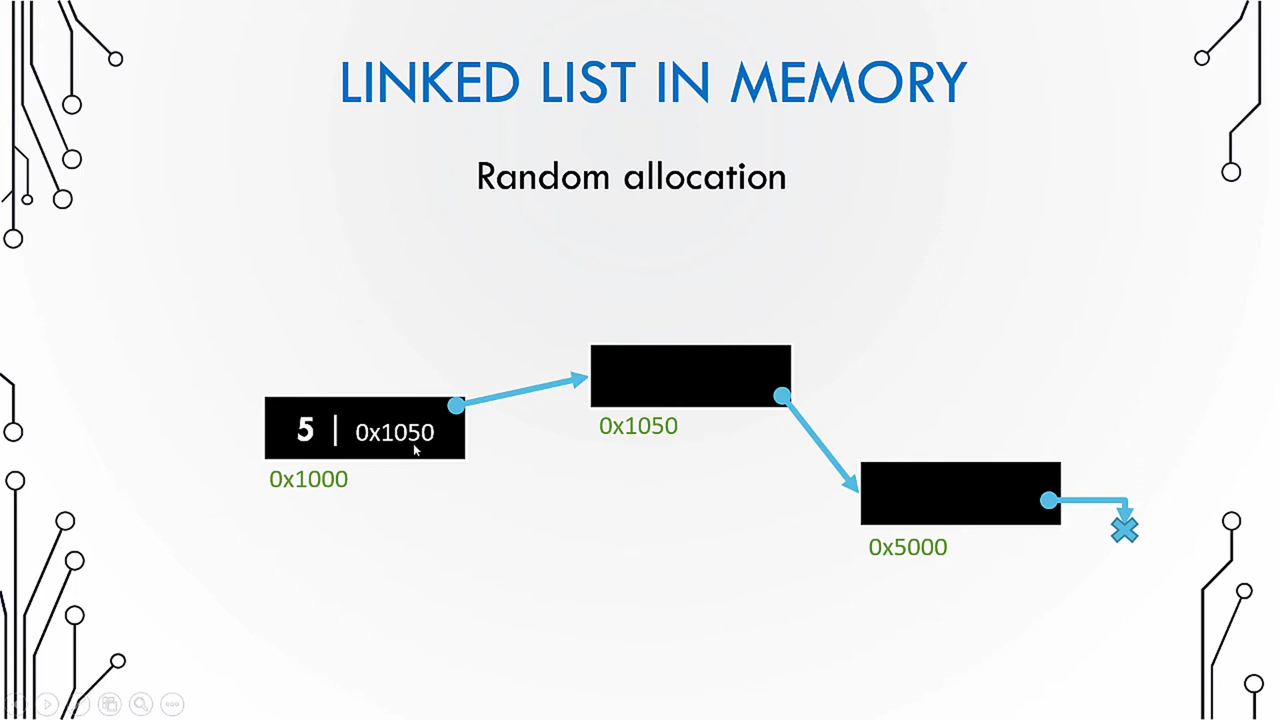 LINKED LIST IN MEMORY
Random allocation
5 | 0x1050
0x1000
0x1050
0x5000